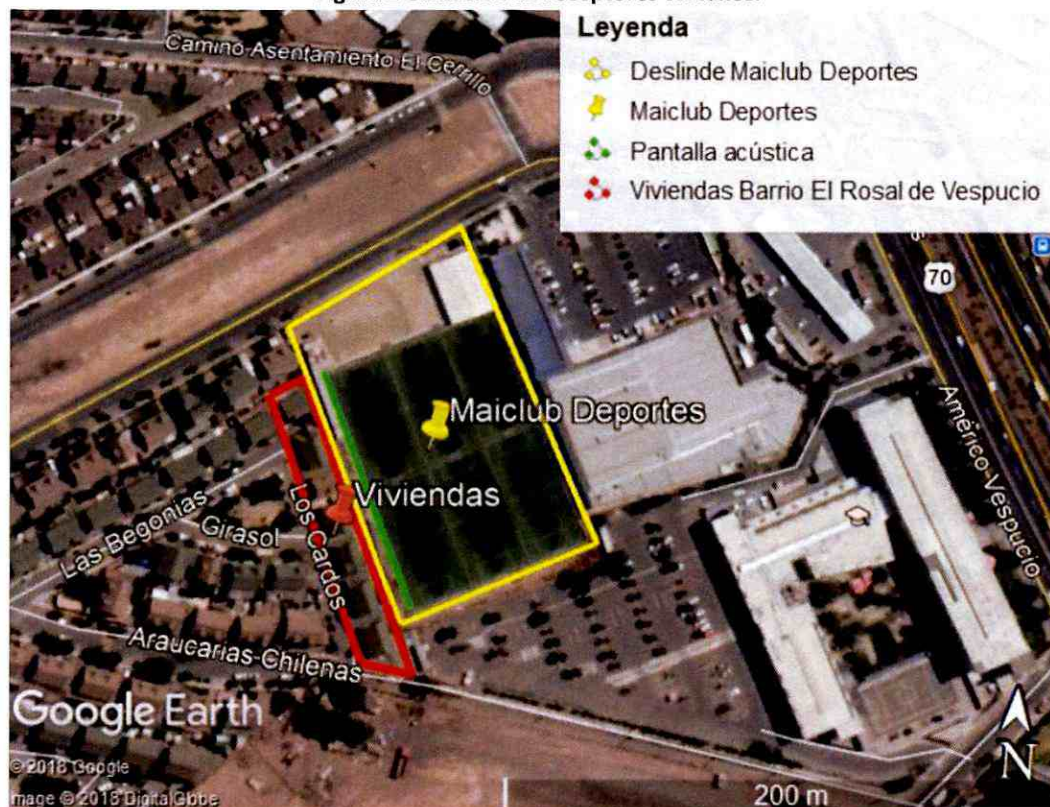 Leyenda
Deslinde Maiclub Deportes
Maiclub Deportes
Pantalla acústica
Viviendas Barrio El Rosal de Vespucio
Camino Asentamiento El Cerrillo
70
Maiclub Deportes
Américo Vespucio
Viviendas
Las Begonias
Girasol
Los Cardos
Araucarias Chilenas
Google Earth
© 2018 Google
mage © 2018 DigitalGlobe
200 m
N